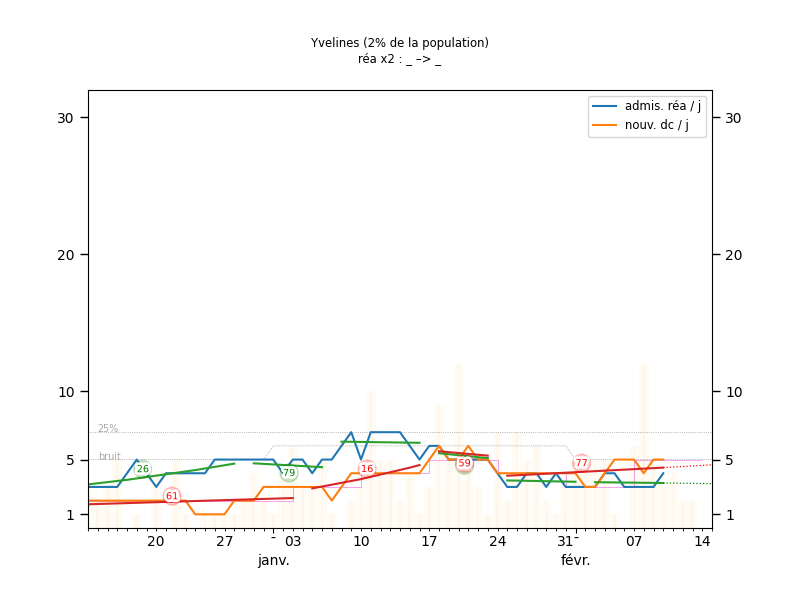 Yvelines (2% de la population)
réa x2 : _ –> _
admis. réa / j
nouv. dc / j
30 30
20 20
10 10
25%
bruit
5 5
26 79 16 59 77
61
1 1
20 27 - 03 10 17 24 31 - 07 14
janv. févr.